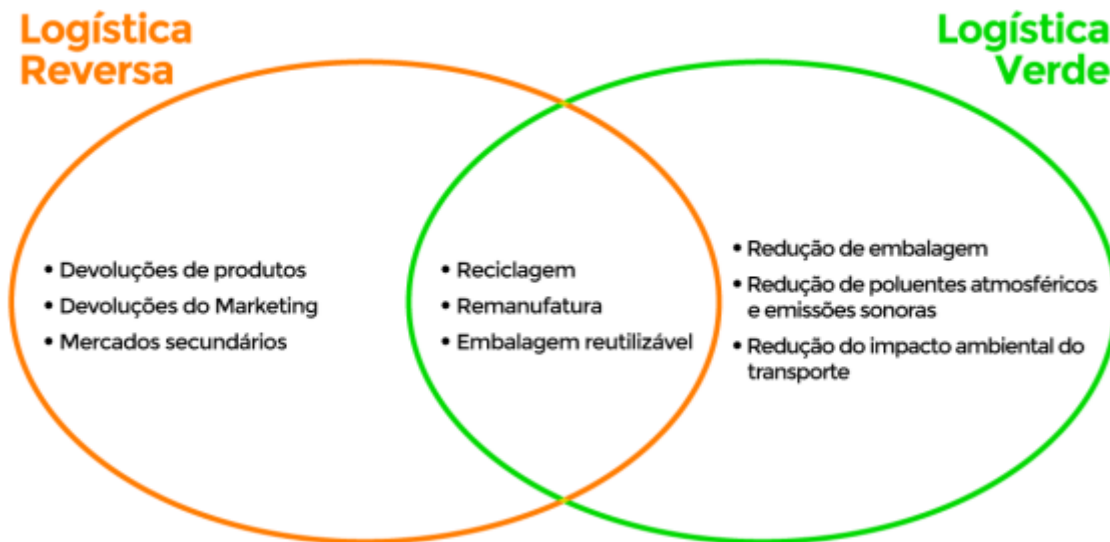 Logística
Reversa
Logística
Verde
• Devoluções de produtos
• Devoluções do Marketing
• Mercados secundários
• Reciclagem
• Remanufatura
• Embalagem reutilizável
• Redução de embalagem
• Redução de poluentes atmosféricos
e emissões sonoras
• Redução do impacto ambiental do
transporte